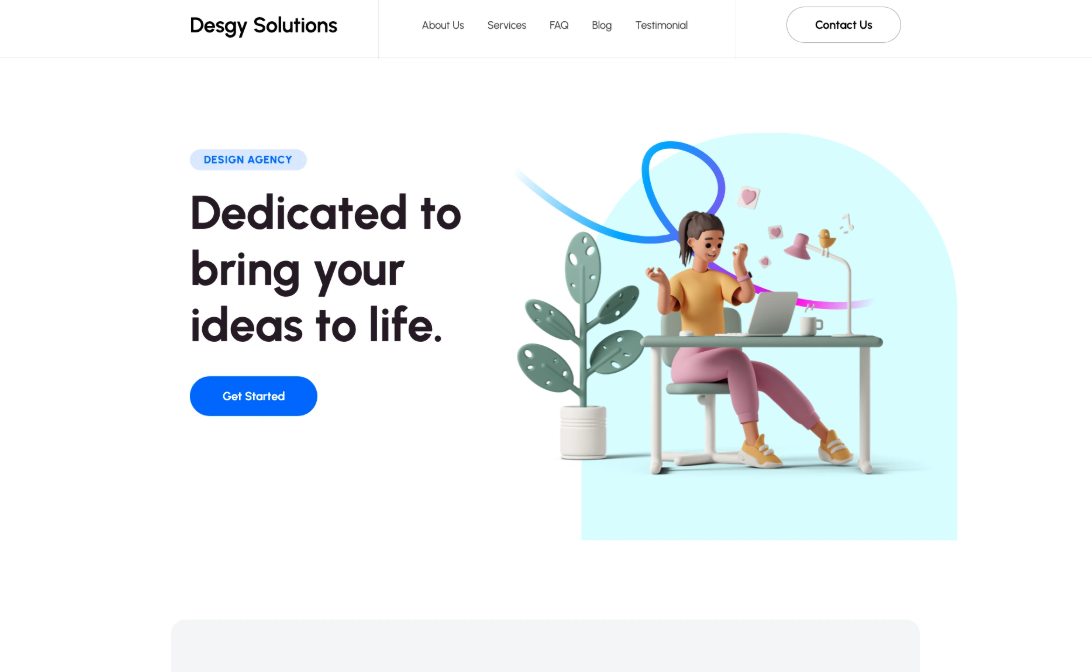 Desgy Solutions
About Us
Services
FAQ
Blog
Testimonial
Contact Us
DESIGN AGENCY
Dedicated to
bring your
ideas to life.
Get Started